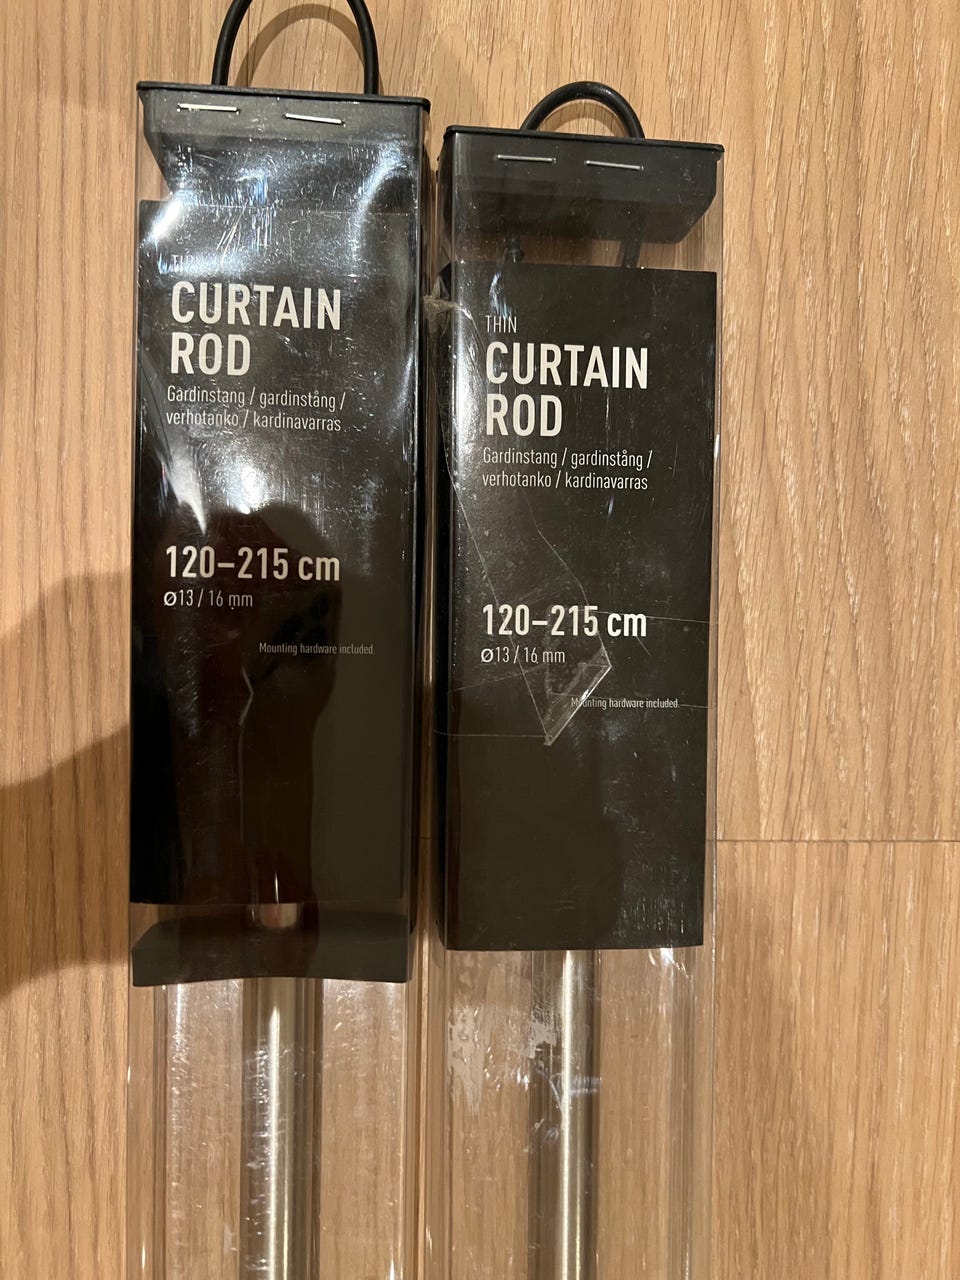 CURTAIN
ROD
Gardinstang / gardinstång /
verhotanko / kardinavarras
120–215 cm
Ø13 / 16 mm
Mounting hardware included.
THIN
CURTAIN
ROD
Gardinstang / gardinstång /
verhotanko / kardinavarras
120–215 cm
Ø13 / 16 mm
Mounting hardware included.